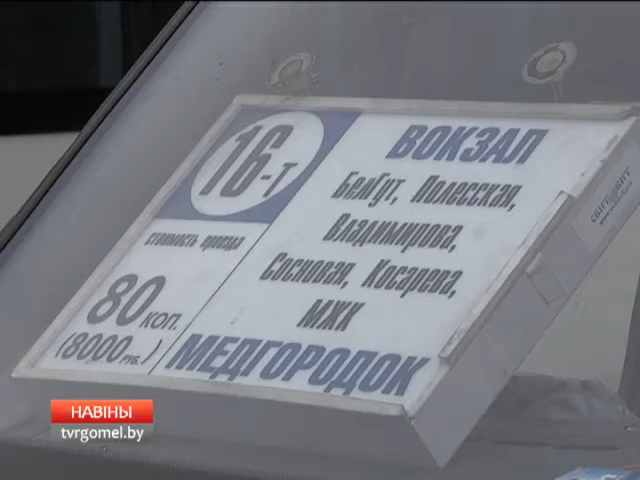 16-Т
стоимость проезда
80 КОП.
(8000 РУБ.)
ВОКЗАЛ
БелГут, Полесская,
Владимирова,
Сосновая, Косарева,
МЖК
МЕДГОРОДОК
НАВІНЫ
tvrgomel.by